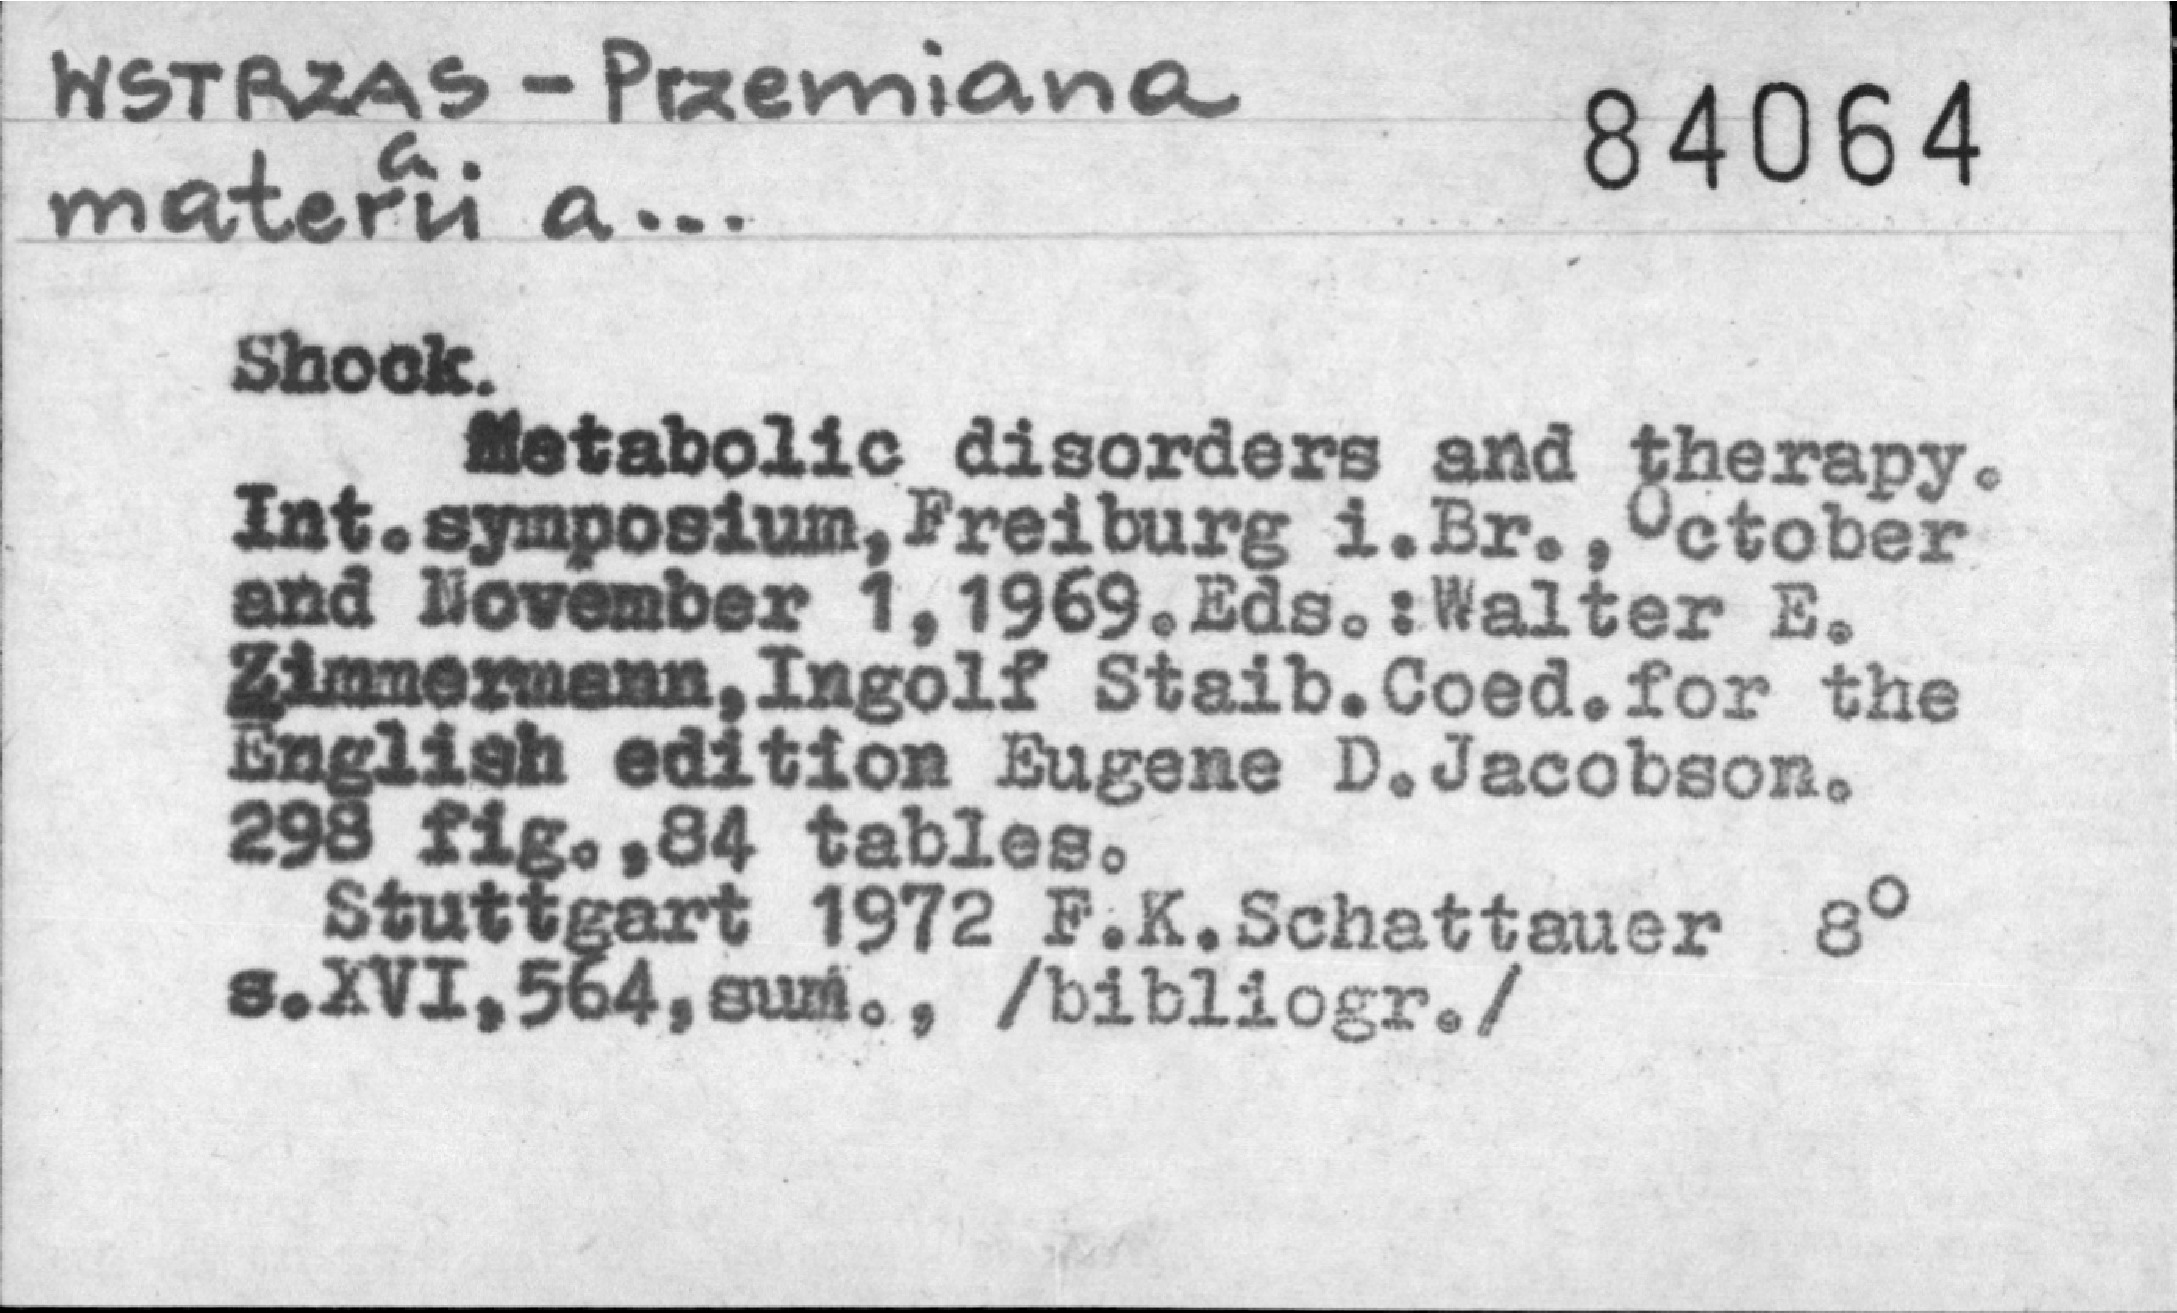 WSTRZĄS - Przemiana
materii a...
84064
Shock.
Metabolic disorders and therapy.
Int.symposium,Freiburg i.Br.,October
and November 1,1969.Eds.:Walter E.
Zimmermann,Ingolf Staib.Coed.for the
English edition Eugene D.Jacobson.
298 fig.,84 tables.
Stuttgart 1972 F.K.Schattauer 8°
s.XVI,564,sum., /bibliogr./